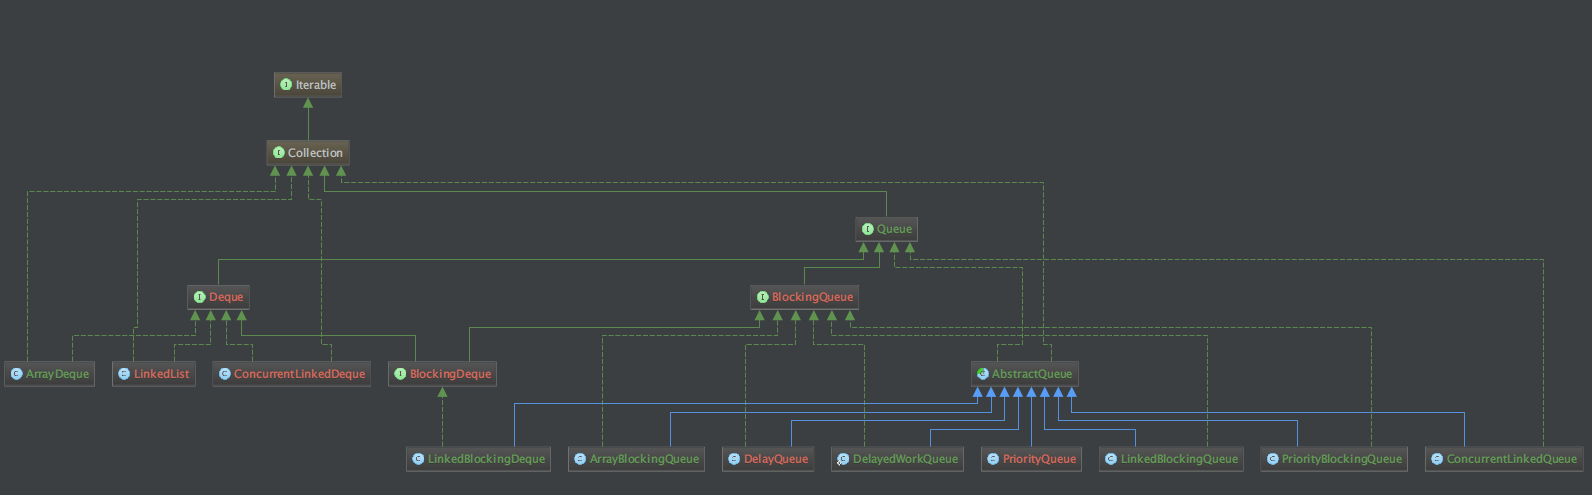 Iterable
Collection
Queue
Deque
BlockingQueue
ArrayDeque
LinkedList
ConcurrentLinkedDeque
BlockingDeque
AbstractQueue
LinkedBlockingDeque
ArrayBlockingQueue
DelayQueue
DelayedWorkQueue
PriorityQueue
LinkedBlockingQueue
PriorityBlockingQueue
ConcurrentLinkedQueue